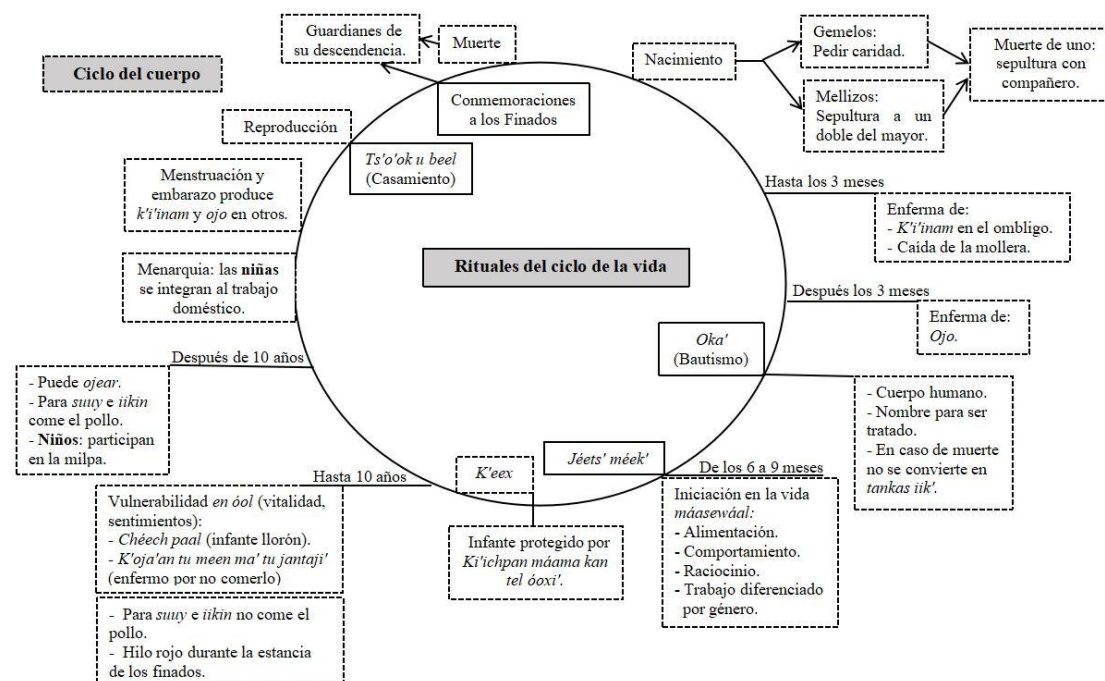 Guardianes de
su descendencia.
Muerte
Ciclo del cuerpo
Nacimiento
Gemelos:
Pedir caridad.
Mellizos:
Sepultura a un
doble del mayor.
Muerte de uno:
sepultura con
compañero.
Conmemoraciones
a los Finados
Reproducción
Ts'o'ok u beel
(Casamiento)
Menstruación y
embarazo produce
k'i'inam y ojo en otros.
Hasta los 3 meses
Enferma de:
- K'i'inam en el ombligo.
- Caída de la mollera.
Rituales del ciclo de la vida
Menarquia: las niñas
se integran al trabajo
doméstico.
Después los 3 meses
Enferma de:
Ojo.
Oka'
(Bautismo)
- Cuerpo humano.
- Nombre para ser
tratado.
- En caso de muerte
no se convierte en
tankas iik'.
Después de 10 años
- Puede ojear.
- Para suuy e iikin
come el pollo.
- Niños: participan
en la milpa.
Jéets' méek'
De los 6 a 9 meses
Iniciación en la vida
máasewáal:
- Alimentación.
- Comportamiento.
- Raciocinio.
- Trabajo diferenciado
por género.
K'eex
Infante protegido por
Ki'ichpan máama kan
tel óoxi'.
Hasta 10 años
Vulnerabilidad en óol (vitalidad,
sentimientos):
- Chéech paal (infante llorón).
- K'oja'an tu meen ma' tu jantaji'
(enfermo por no comerlo)
- Para suuy e iikin no come el
pollo.
- Hilo rojo durante la estancia
de los finados.